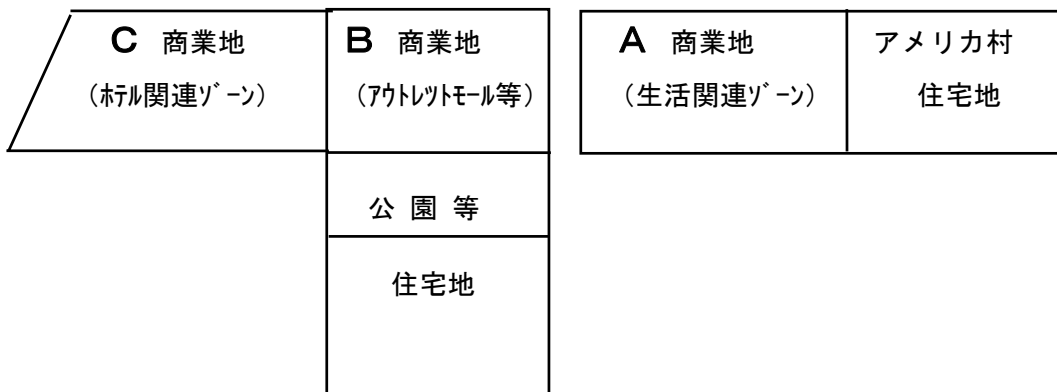 C 商業地
(ホテル関連ゾーン)
B 商業地
(アウトレツトモール等)
A 商業地
(生活関連ゾーン)
アメリカ村
住宅地
公 園 等
住宅地